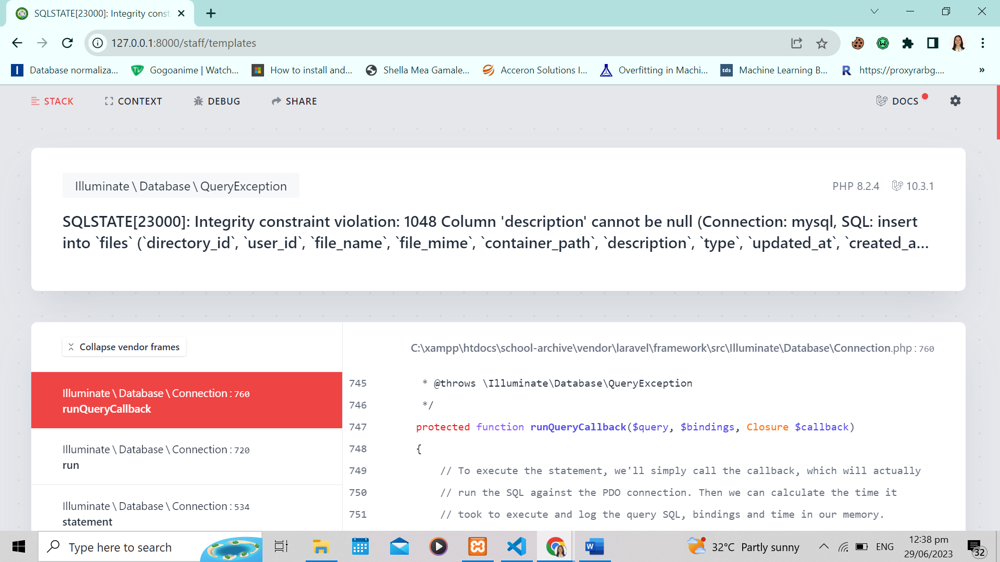 SQLSTATE[23000]: Integrity const
127.0.0.1:8000/staff/templates
Database normaliza...
Gogoanime | Watch...
How to install and...
Shella Mea Gamale...
Acceron Solutions I...
Overfitting in Machi...
tds
Machine Learning B...
R
https://proxyrarbg....
»
STACK
CONTEXT
DEBUG
SHARE
DOCS
Illuminate\Database\QueryException
PHP 8.2.4
10.3.1
SQLSTATE[23000]: Integrity constraint violation: 1048 Column 'description' cannot be null (Connection: mysql, SQL: insert
into `files` (`directory_id`, `user_id`, `file_name`, `file_mime`, `container_path`, `description`, `type`, `updated_at`, `created_a...
Collapse vendor frames
C:\xampp\htdocs\school-archive\vendor\laravel\framework\src\Illuminate\Database\Connection.php:760
Illuminate\Database\Connection:760
runQueryCallback
Illuminate\Database\Connection:720
run
Illuminate\Database\Connection:534
statement
745 * @throws \Illuminate\Database\QueryException
746 */
747 protected function runQueryCallback($query, $bindings, Closure $callback)
748 {
749 // To execute the statement, we'll simply call the callback, which will actually
750 // run the SQL against the PDO connection. Then we can calculate the time it
751 // took to execute and log the query SQL, bindings and time in our memory.
Type here to search
32°C Partly sunny
ENG
12:38 pm
29/06/2023
32